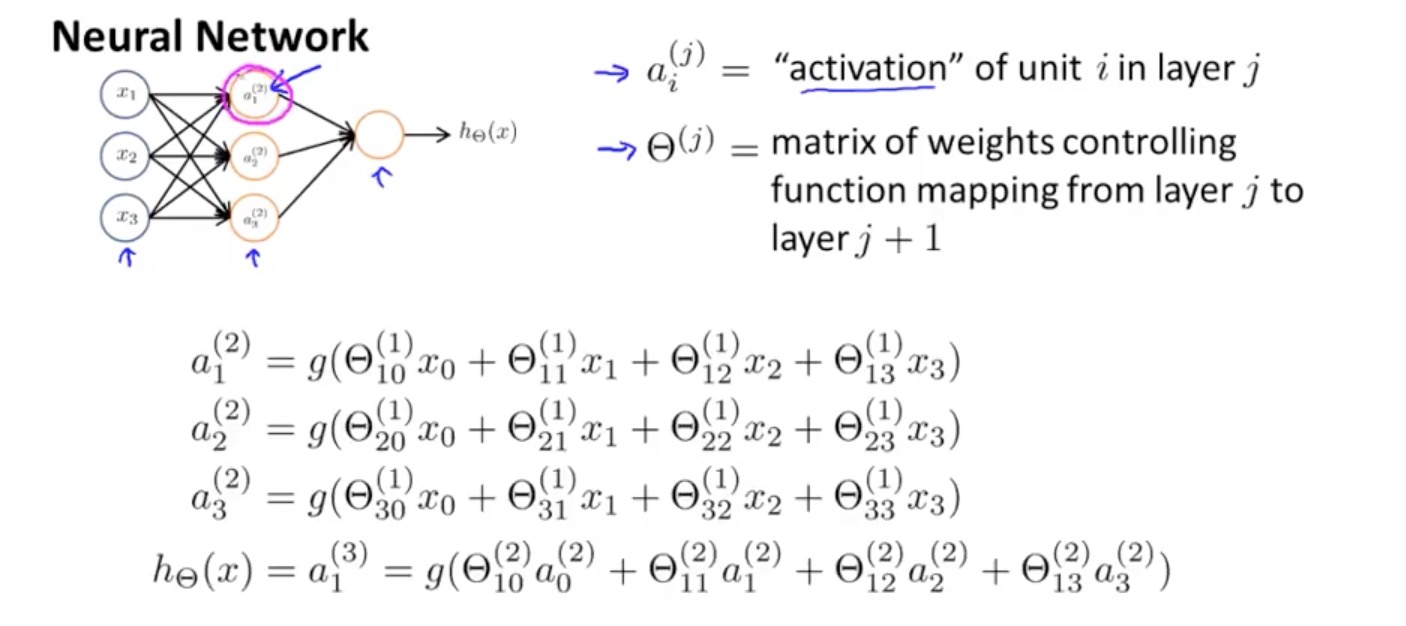 Neural Network
x₁
x₂
x₃
a₁⁽²⁾
a₂⁽²⁾
a₃⁽²⁾
h_Θ(x)
a_i^(j) = “activation” of unit i in layer j
Θ^(j) = matrix of weights controlling
function mapping from layer j to
layer j + 1
a₁⁽²⁾ = g(Θ₁₀⁽¹⁾x₀ + Θ₁₁⁽¹⁾x₁ + Θ₁₂⁽¹⁾x₂ + Θ₁₃⁽¹⁾x₃)
a₂⁽²⁾ = g(Θ₂₀⁽¹⁾x₀ + Θ₂₁⁽¹⁾x₁ + Θ₂₂⁽¹⁾x₂ + Θ₂₃⁽¹⁾x₃)
a₃⁽²⁾ = g(Θ₃₀⁽¹⁾x₀ + Θ₃₁⁽¹⁾x₁ + Θ₃₂⁽¹⁾x₂ + Θ₃₃⁽¹⁾x₃)
h_Θ(x) = a₁⁽³⁾ = g(Θ₁₀⁽²⁾a₀⁽²⁾ + Θ₁₁⁽²⁾a₁⁽²⁾ + Θ₁₂⁽²⁾a₂⁽²⁾ + Θ₁₃⁽²⁾a₃⁽²⁾)